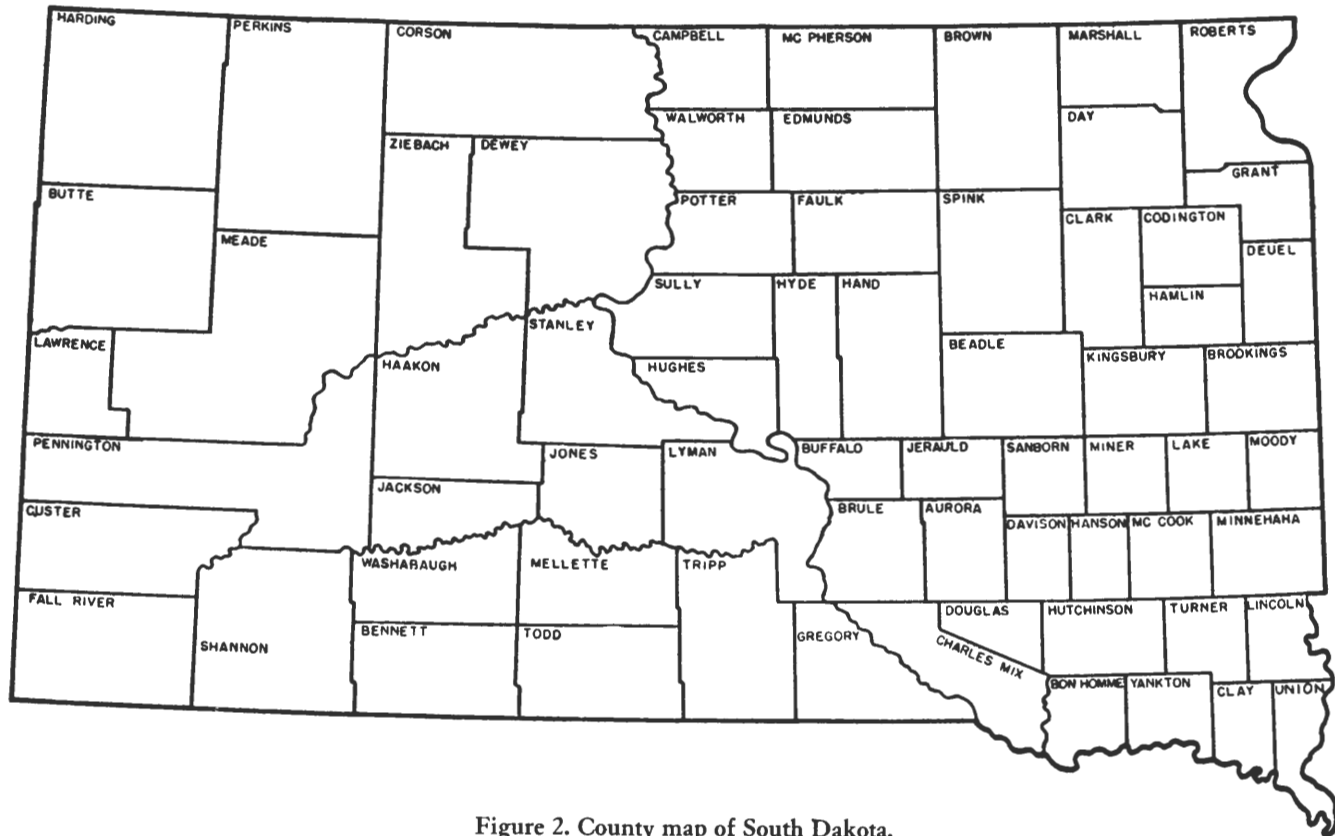 HARDING
PERKINS
CORSON
CAMPBELL
MC PHERSON
BROWN
MARSHALL
ROBERTS
WALWORTH
EDMUNDS
DAY
ZIEBACH
DEWEY
GRANT
BUTTE
POTTER
FAULK
SPINK
CLARK
CODINGTON
MEADE
DEUEL
SULLY
HYDE
HAND
HAMLIN
STANLEY
LAWRENCE
BEADLE
HAAKON
HUGHES
KINGSBURY
BROOKINGS
PENNINGTON
JONES
LYMAN
BUFFALO
JERAULD
SANBORN
MINER
LAKE
MOODY
JACKSON
CUSTER
BRULE
AURORA
DAVISON
HANSON
MC COOK
MINNEHAHA
WASHABAUGH
MELLETTE
TRIPP
FALL RIVER
DOUGLAS
HUTCHINSON
TURNER
LINCOLN
SHANNON
BENNETT
TODD
GREGORY
CHARLES MIX
BON HOMME
YANKTON
CLAY
UNION
Figure 2. County map of South Dakota.